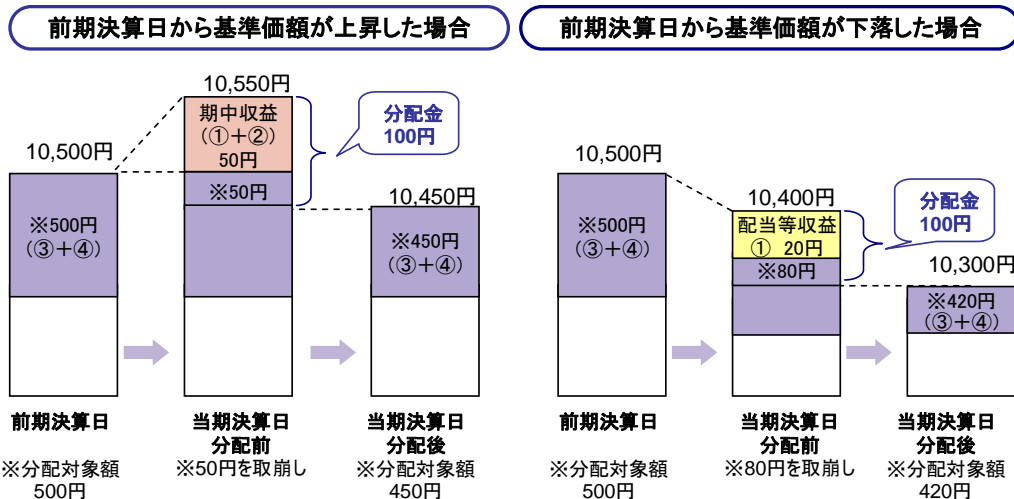 前期決算日から基準価額が上昇した場合
10,550円
期中収益
(①+②)
50円
分配金
100円
10,500円
※500円
(③+④)
※50円
10,450円
※450円
(③+④)
前期決算日
当期決算日
分配前
当期決算日
分配後
※分配対象額
500円
※50円を取崩し
※分配対象額
450円
前期決算日から基準価額が下落した場合
10,500円
※500円
(③+④)
10,400円
配当等収益
① 20円
※80円
分配金
100円
10,300円
※420円
(③+④)
前期決算日
当期決算日
分配前
当期決算日
分配後
※分配対象額
500円
※80円を取崩し
※分配対象額
420円